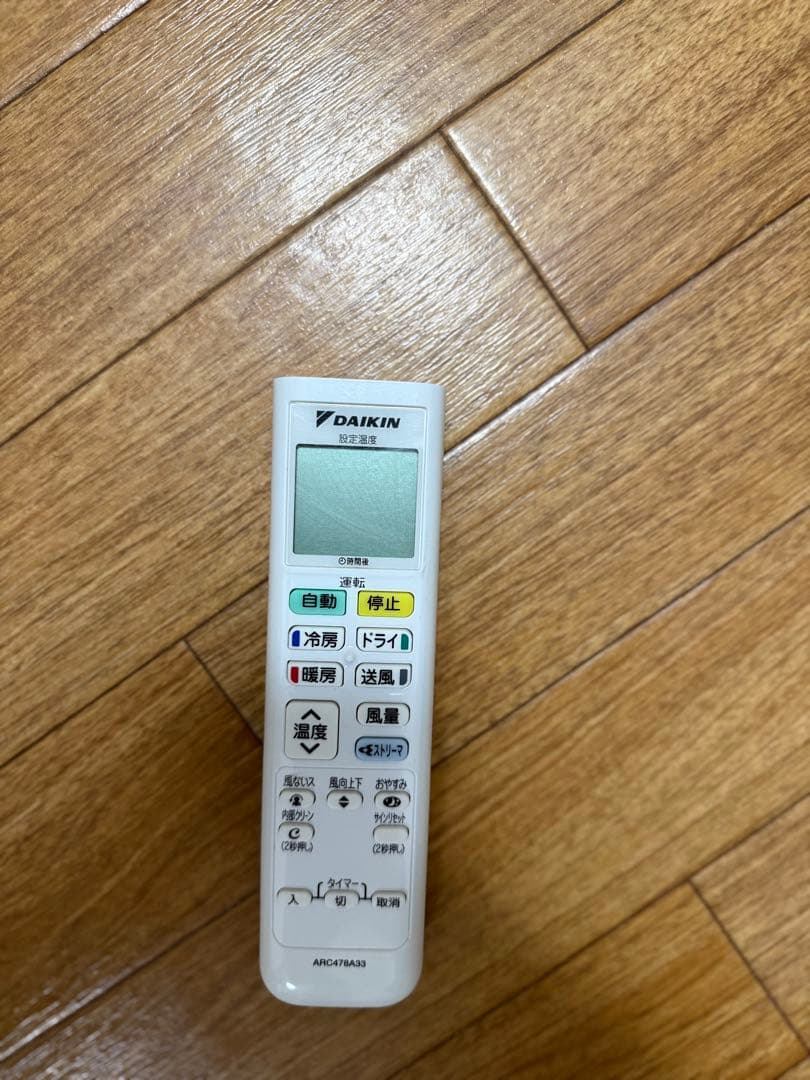 DAIKIN
設定温度
時間後
運転
自動 停止
冷房 ドライ
暖房 送風
温度 風量
ストリーマ
風ないス 風向上下 おやすみ
内部クリーン サインリセット
(2秒押し) (2秒押し)
タイマー
入 切 取消
ARC478A33